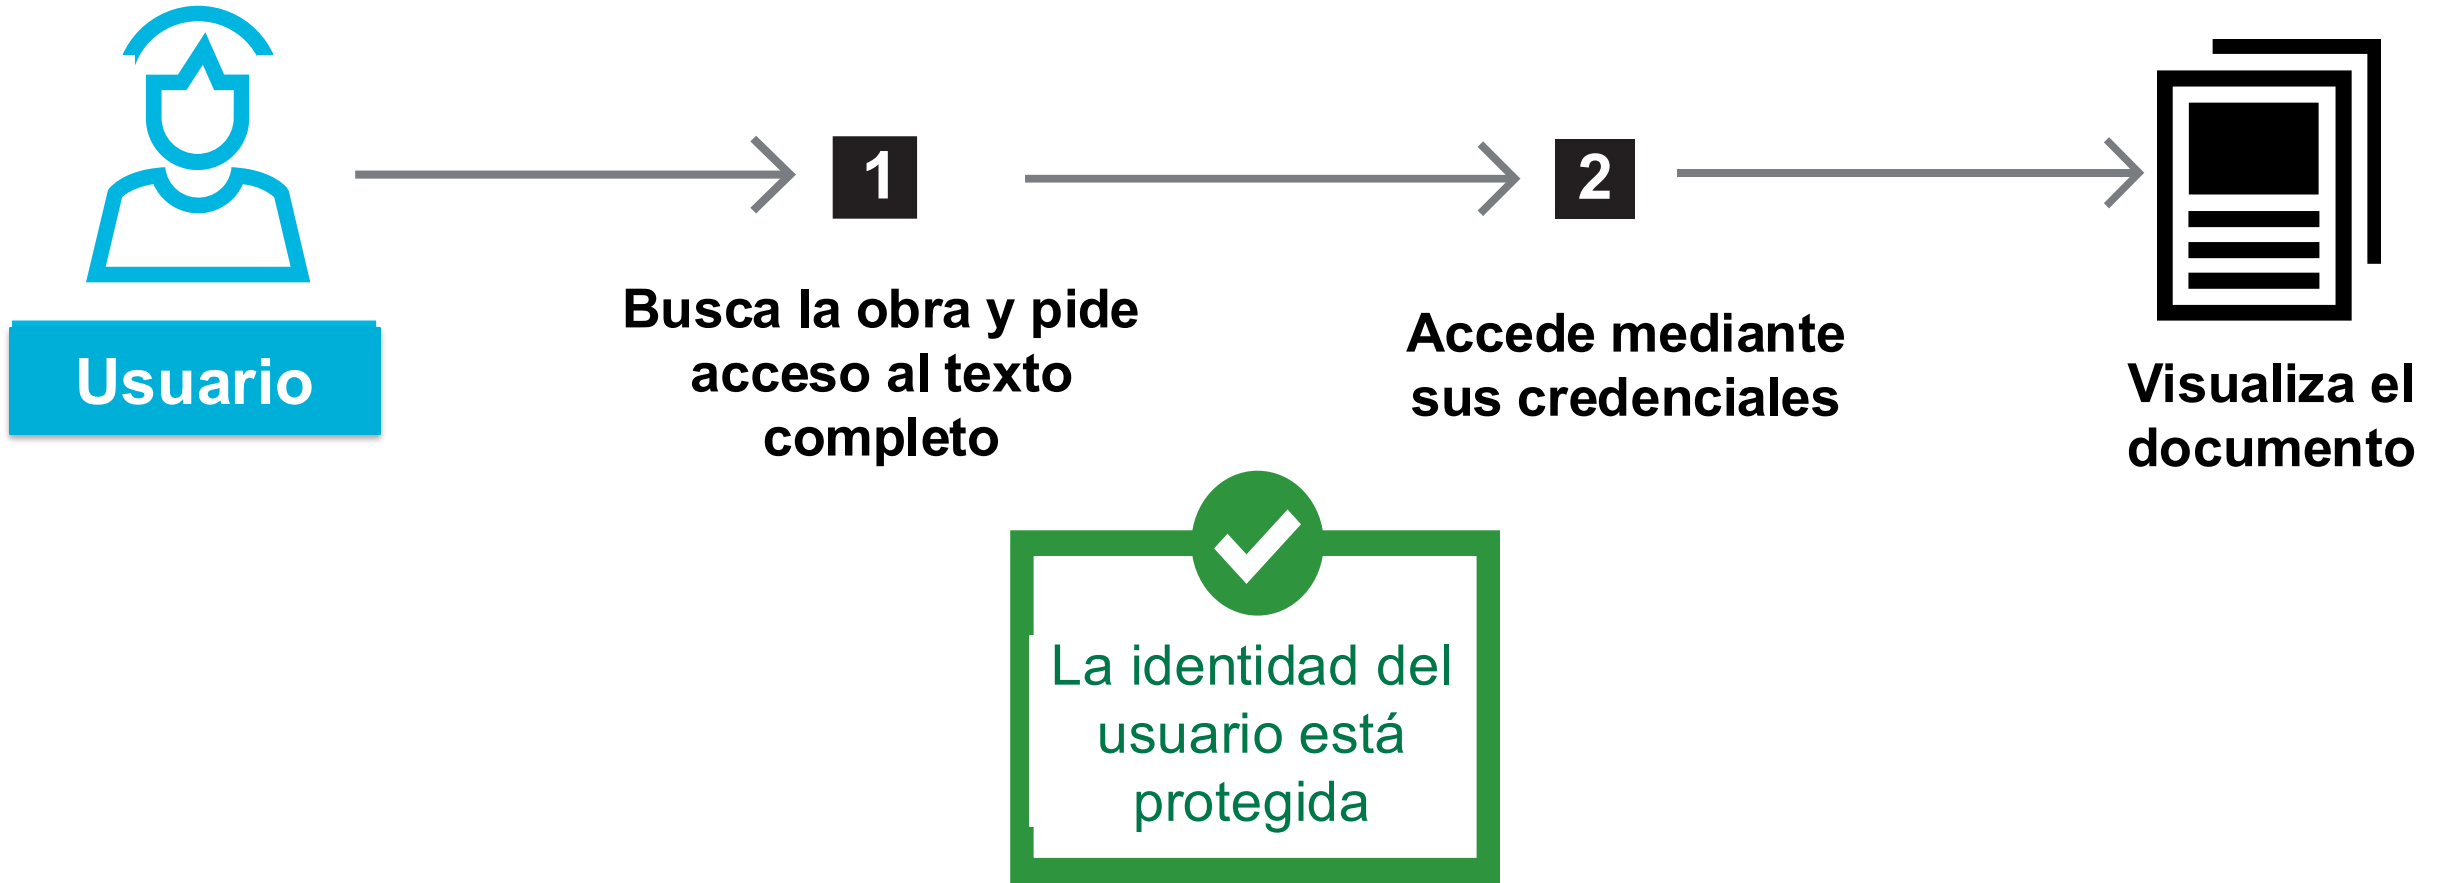 Usuario
1
Busca la obra y pide
acceso al texto
completo
2
Accede mediante
sus credenciales
Visualiza el
documento
La identidad del
usuario está
protegida